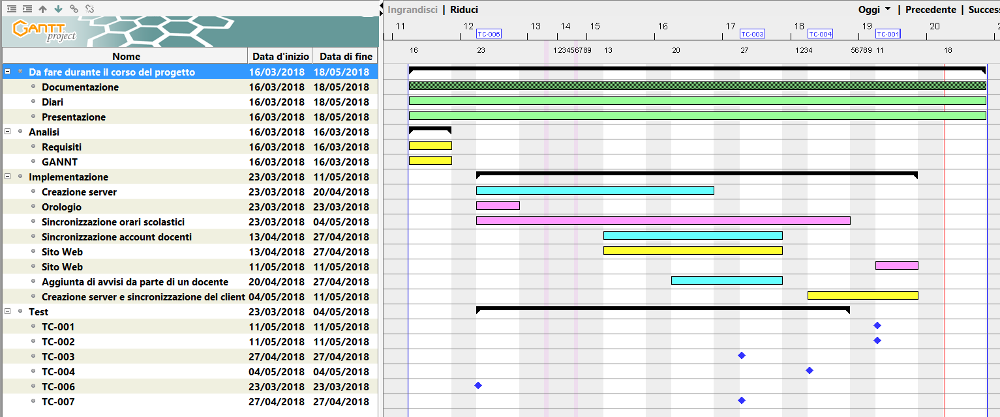 Ingrandisci | Riduci
Oggi | Precedente | Success
GANTT project
11 12 13 14 15 16 17 18 19 20 2
TC-006 TC-003 TC-004 TC-001
Nome Data d'inizio Data di fine
16 23 123456789 13 20 27 1234 56789 11 18
Da fare durante il corso del progetto 16/03/2018 18/05/2018
Documentazione 16/03/2018 18/05/2018
Diari 16/03/2018 18/05/2018
Presentazione 16/03/2018 18/05/2018
Analisi 16/03/2018 16/03/2018
Requisiti 16/03/2018 16/03/2018
GANNT 16/03/2018 16/03/2018
Implementazione 23/03/2018 11/05/2018
Creazione server 23/03/2018 20/04/2018
Orologio 23/03/2018 23/03/2018
Sincronizzazione orari scolastici 23/03/2018 04/05/2018
Sincronizzazione account docenti 13/04/2018 27/04/2018
Sito Web 13/04/2018 27/04/2018
Sito Web 11/05/2018 11/05/2018
Aggiunta di avvisi da parte di un docente 20/04/2018 27/04/2018
Creazione server e sincronizzazione del client 04/05/2018 11/05/2018
Test 23/03/2018 04/05/2018
TC-001 11/05/2018 11/05/2018
TC-002 11/05/2018 11/05/2018
TC-003 27/04/2018 27/04/2018
TC-004 04/05/2018 04/05/2018
TC-006 23/03/2018 23/03/2018
TC-007 27/04/2018 27/04/2018